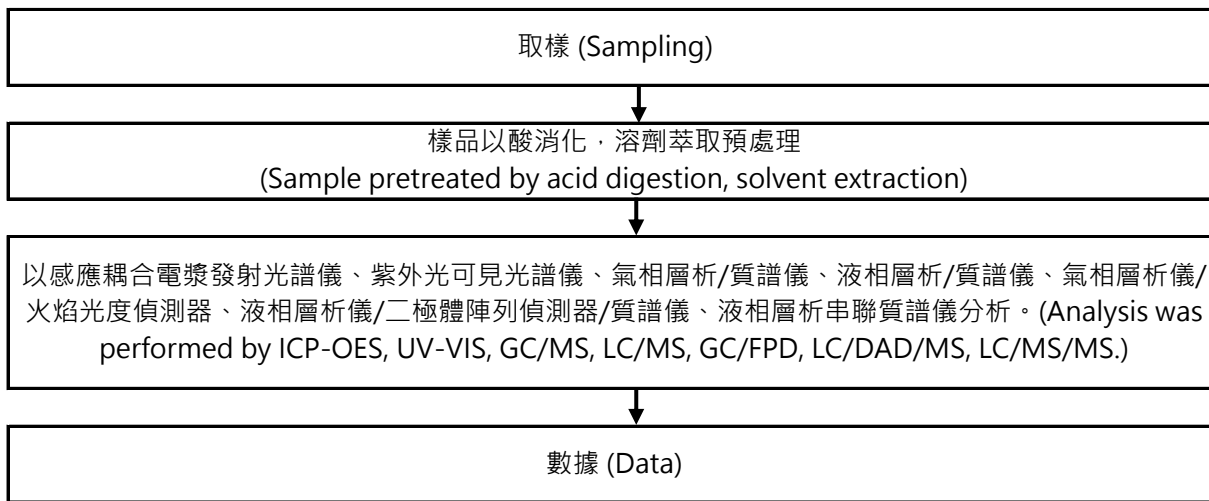 取樣 (Sampling)
樣品以酸消化，溶劑萃取預處理
(Sample pretreated by acid digestion, solvent extraction)
以感應耦合電漿發射光譜儀、紫外光可見光譜儀、氣相層析/質譜儀、液相層析/質譜儀、氣相層析儀/
火焰光度偵測器、液相層析儀/二極體陣列偵測器/質譜儀、液相層析串聯質譜儀分析。(Analysis was
performed by ICP-OES, UV-VIS, GC/MS, LC/MS, GC/FPD, LC/DAD/MS, LC/MS/MS.)
數據 (Data)